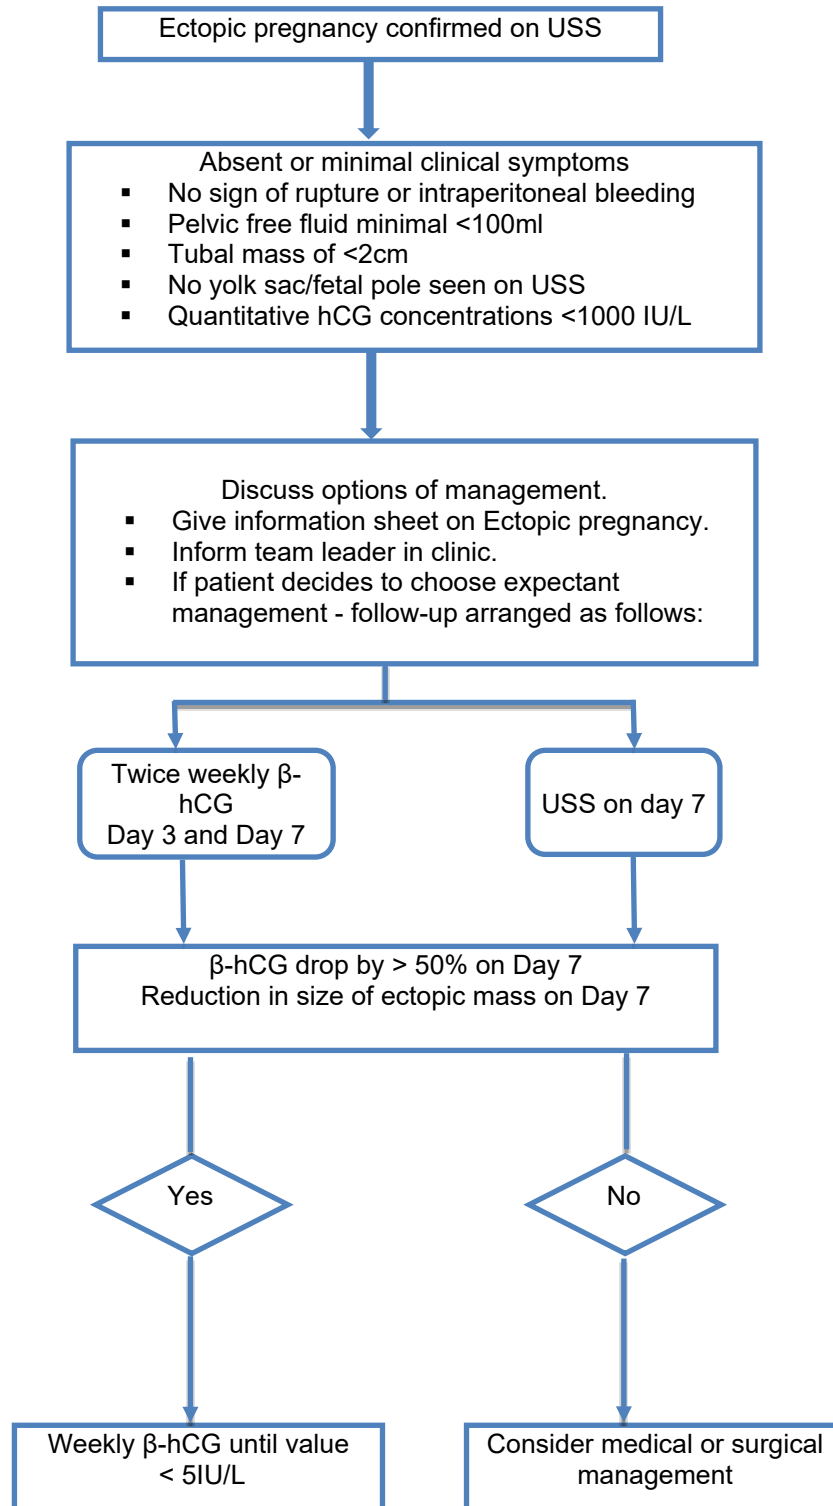 Ectopic pregnancy confirmed on USS
Absent or minimal clinical symptoms
▪ No sign of rupture or intraperitoneal bleeding
▪ Pelvic free fluid minimal <100ml
▪ Tubal mass of <2cm
▪ No yolk sac/fetal pole seen on USS
▪ Quantitative hCG concentrations <1000 IU/L
Discuss options of management.
▪ Give information sheet on Ectopic pregnancy.
▪ Inform team leader in clinic.
▪ If patient decides to choose expectant
management - follow-up arranged as follows:
Twice weekly β-
hCG
Day 3 and Day 7
USS on day 7
β-hCG drop by > 50% on Day 7
Reduction in size of ectopic mass on Day 7
Yes
No
Weekly β-hCG until value
< 5IU/L
Consider medical or surgical
management